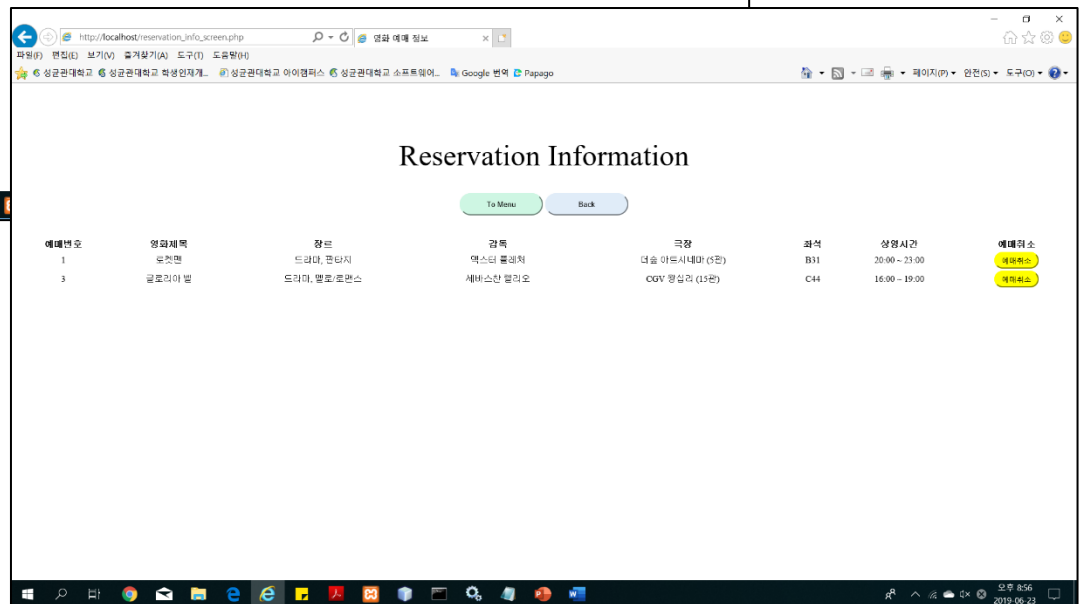 http://localhost/reservation_info_screen.php
영화 예매 정보
파일(F) 편집(E) 보기(V) 즐겨찾기(A) 도구(T) 도움말(H)
성균관대학교 성균관대학교 학생인재개... 성균관대학교 아이캠퍼스 성균관대학교 소프트웨어... Google 번역 Papago
페이지(P) 안전(S) 도구(O)
Reservation Information
To Menu Back
예매번호 영화제목 장르 감독 극장 좌석 상영시간 예매취소
1 로켓맨 드라마, 판타지 덱스터 플레처 더숲 아트시네마 (5관) B31 20:00 ~ 23:00 예매취소
3 글로리아 벨 드라마, 멜로/로맨스 세바스찬 렐리오 CGV 왕십리 (15관) C44 16:00 ~ 19:00 예매취소
오후 8:56
2019-06-23